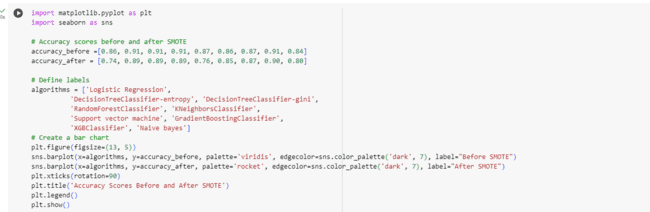 import matplotlib.pyplot as plt
import seaborn as sns
# Accuracy scores before and after SMOTE
accuracy_before =[0.86, 0.91, 0.91, 0.91, 0.87, 0.86, 0.87, 0.91, 0.84]
accuracy_after = [0.74, 0.89, 0.89, 0.89, 0.76, 0.85, 0.87, 0.90, 0.80]
# Define labels
algorithms = ['Logistic Regression',
'DecisionTreeClassifier-entropy', 'DecisionTreeClassifier-gini',
'RandomForestClassifier', 'KNeighborsClassifier',
'Support vector machine', 'GradientBoostingClassifier',
'XGBClassifier', 'Naive bayes']
# Create a bar chart
plt.figure(figsize=(13, 5))
sns.barplot(x=algorithms, y=accuracy_before, palette='viridis', edgecolor=sns.color_palette('dark', 7), label="Before SMOTE")
sns.barplot(x=algorithms, y=accuracy_after, palette='rocket', edgecolor=sns.color_palette('dark', 7), label="After SMOTE")
plt.xticks(rotation=90)
plt.title('Accuracy Scores Before and After SMOTE')
plt.legend()
plt.show()